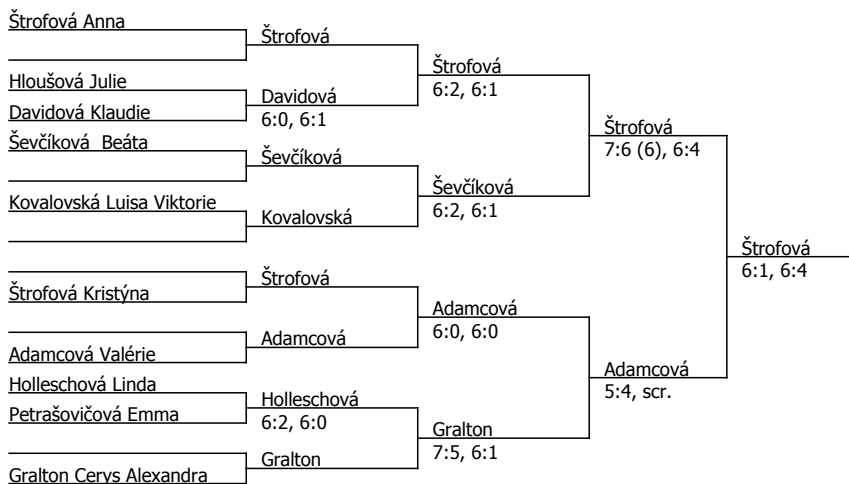 Štrofová Anna
Štrofová
Štrofová
6:2, 6:1
Hloušová Julie
Davidová
6:0, 6:1
Davidová Klaudie
Štrofová
7:6 (6), 6:4
Ševčíková  Beáta
Ševčíková
Ševčíková
6:2, 6:1
Kovalovská Luisa Viktorie
Kovalovská
Štrofová
6:1, 6:4
Štrofová
Štrofová Kristýna
Adamcová
6:0, 6:0
Adamcová
Adamcová Valérie
Adamcová
5:4, scr.
Holleschová Linda
Holleschová
6:2, 6:0
Petrašovičová Emma
Gralton
7:5, 6:1
Gralton
Gralton Cerys Alexandra